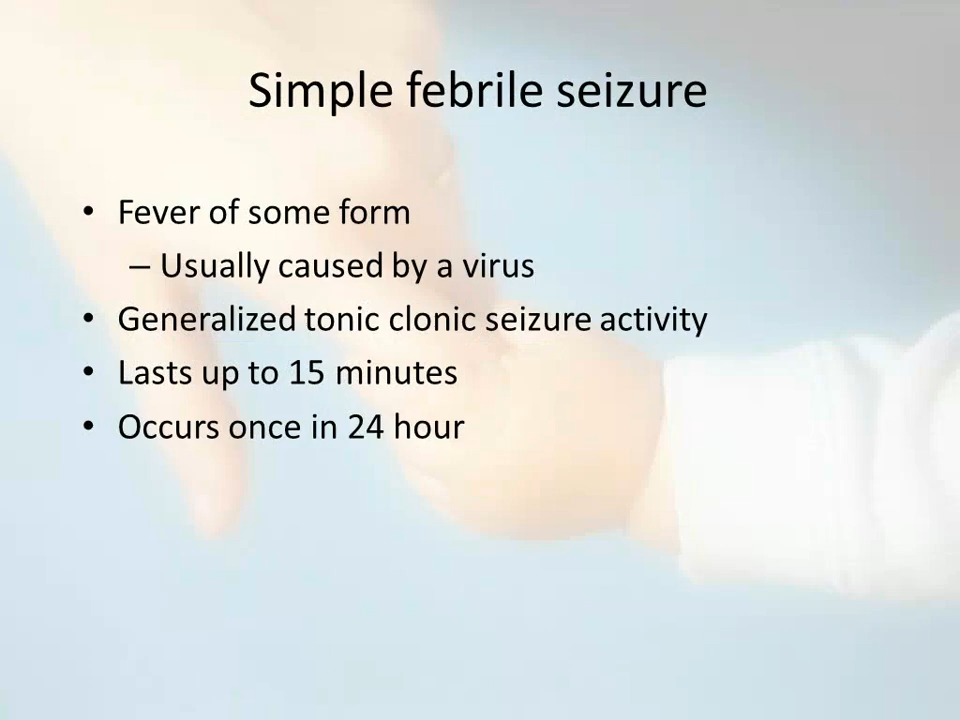 Simple febrile seizure
• Fever of some form
– Usually caused by a virus
• Generalized tonic clonic seizure activity
• Lasts up to 15 minutes
• Occurs once in 24 hour